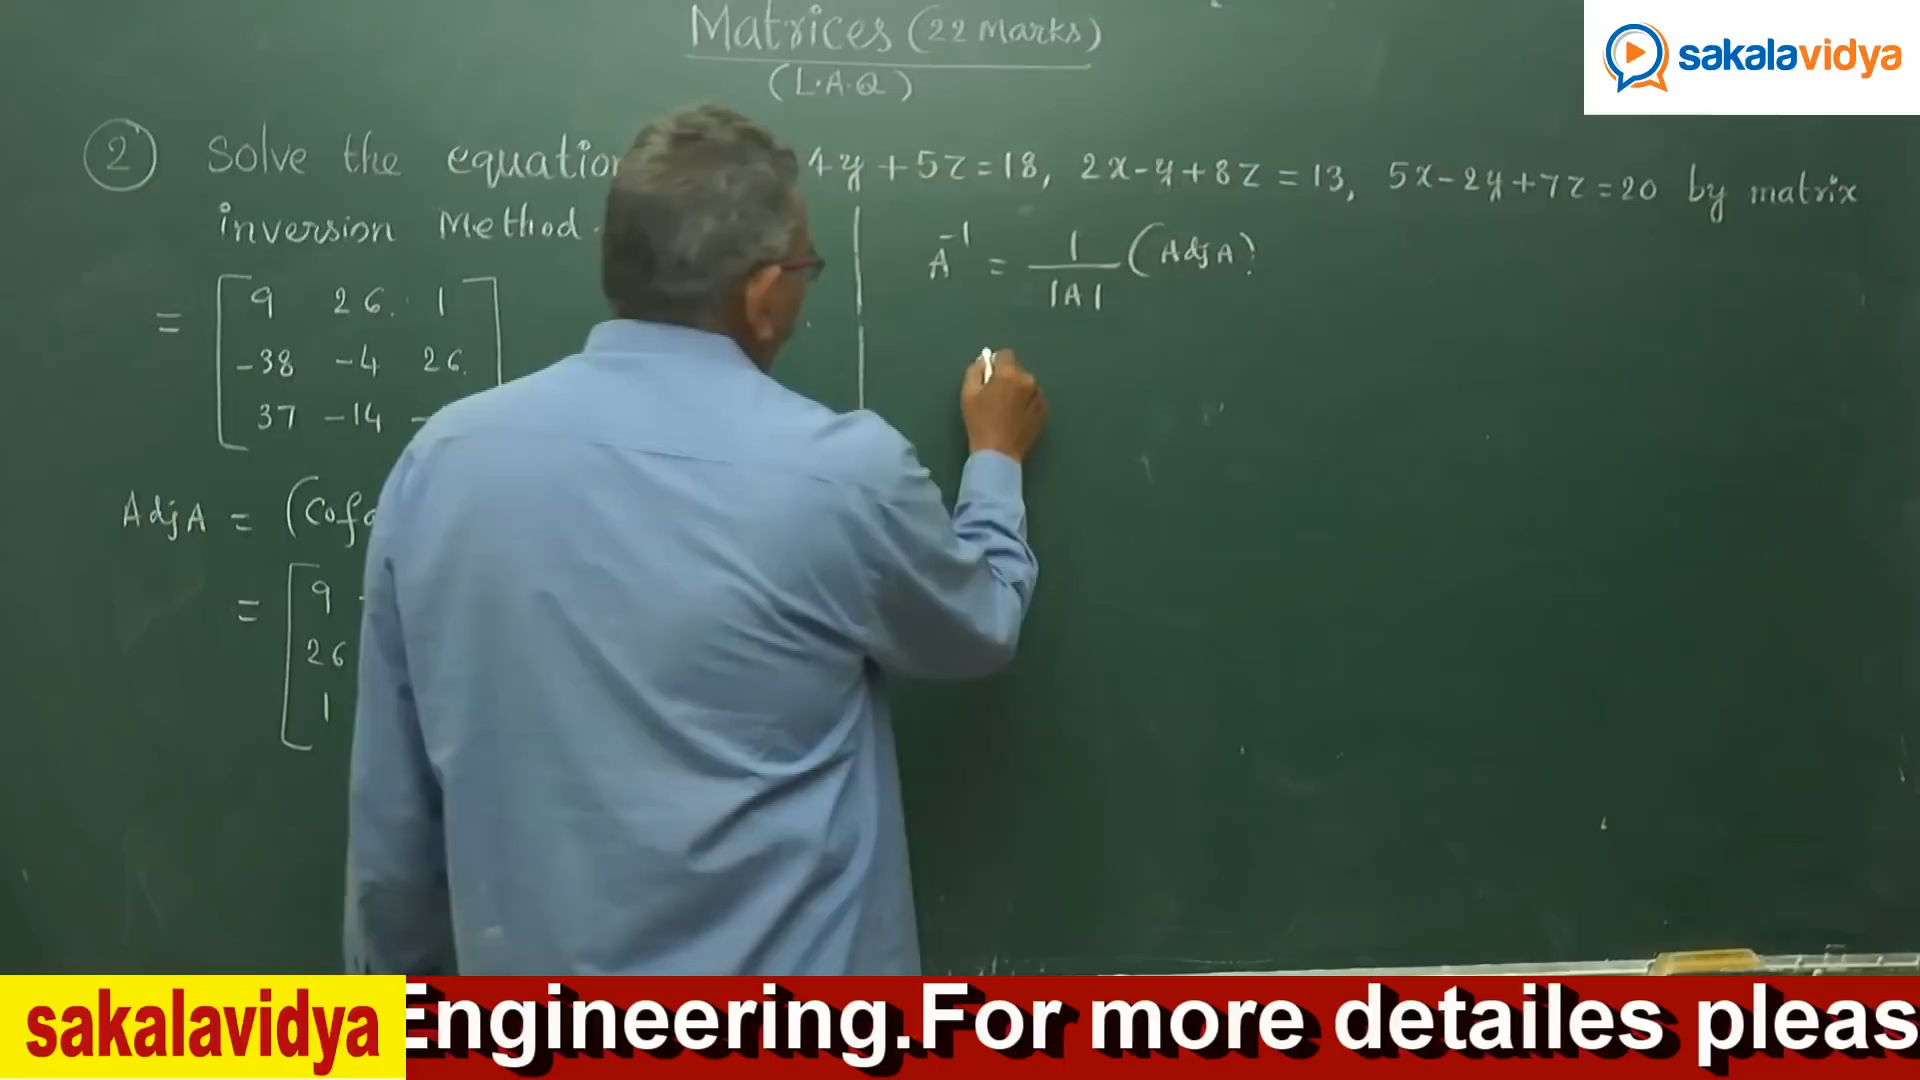 Matrices (22 Marks)
(L.A.Q)
sakalavidya
2 Solve the equation 4y + 5z = 18, 2x - y + 8z = 13, 5x - 2y + 7z = 20 by matrix
inversion Method.
= 9 26 1
-38 -4 26
37 -14 -
A⁻¹ = 1/|A| (Adj A)
Adj A = (Cof
= 9 -
26
1
sakalavidya Engineering.For more detailes pleas